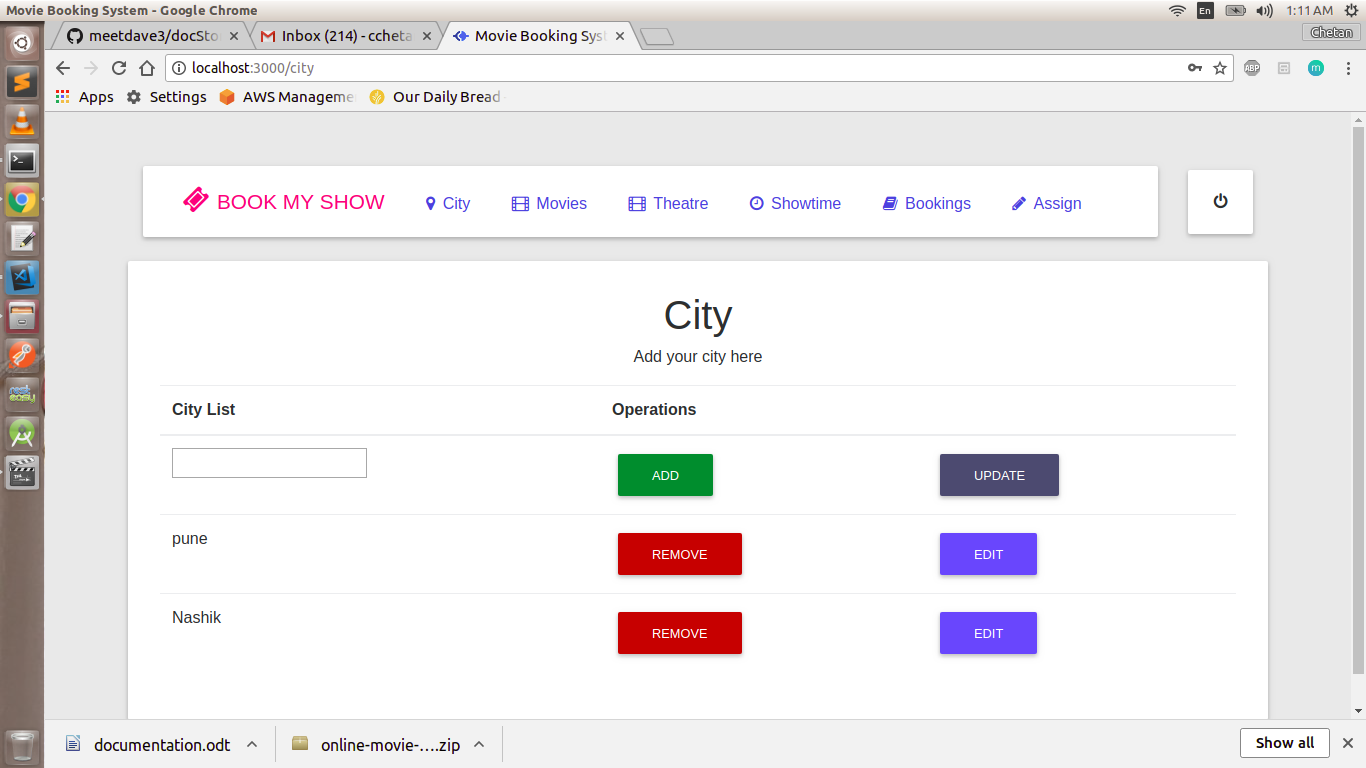 Movie Booking System - Google Chrome
En
1:11 AM
meetdave3/docSto
Inbox (214) - ccheta
Movie Booking Syst
Chetan
localhost:3000/city
ABP
m
Apps
Settings
AWS Manageme
Our Daily Bread
BOOK MY SHOW
City
Movies
Theatre
Showtime
Bookings
Assign
City
Add your city here
City List
Operations
ADD
UPDATE
pune
REMOVE
EDIT
Nashik
REMOVE
EDIT
documentation.odt
online-movie-....zip
Show all